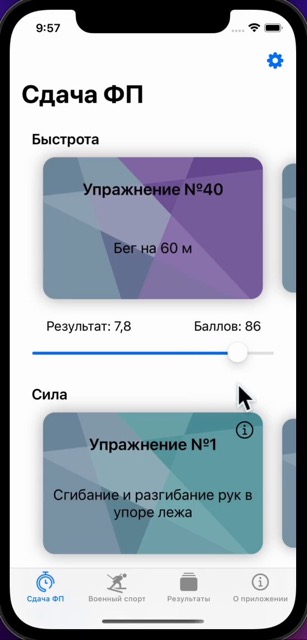 9:57
Сдача ФП
Быстрота
Упражнение №40
Бег на 60 м
Результат: 7,8
Баллов: 86
Сила
Упражнение №1
Сгибание и разгибание рук в
упоре лежа
Сдача ФП
Военный спорт
Результаты
О приложении